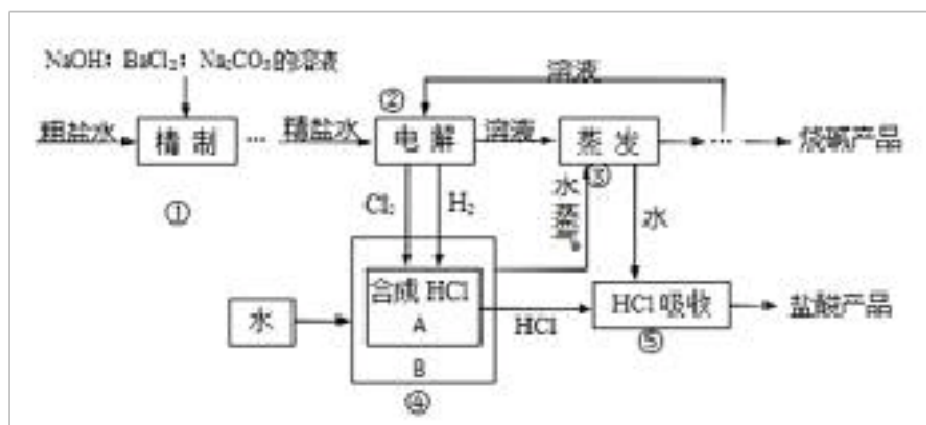 NaOH; BaCl₂; Na₂CO₃的溶液
溶液
②
粗盐水
精制
…
精盐水
电解
溶液
蒸发
…
烧碱产品
③
①
Cl₂
H₂
水蒸气
水
水
合成 HCl
A
HCl
HCl 吸收
盐酸产品
⑤
B
④